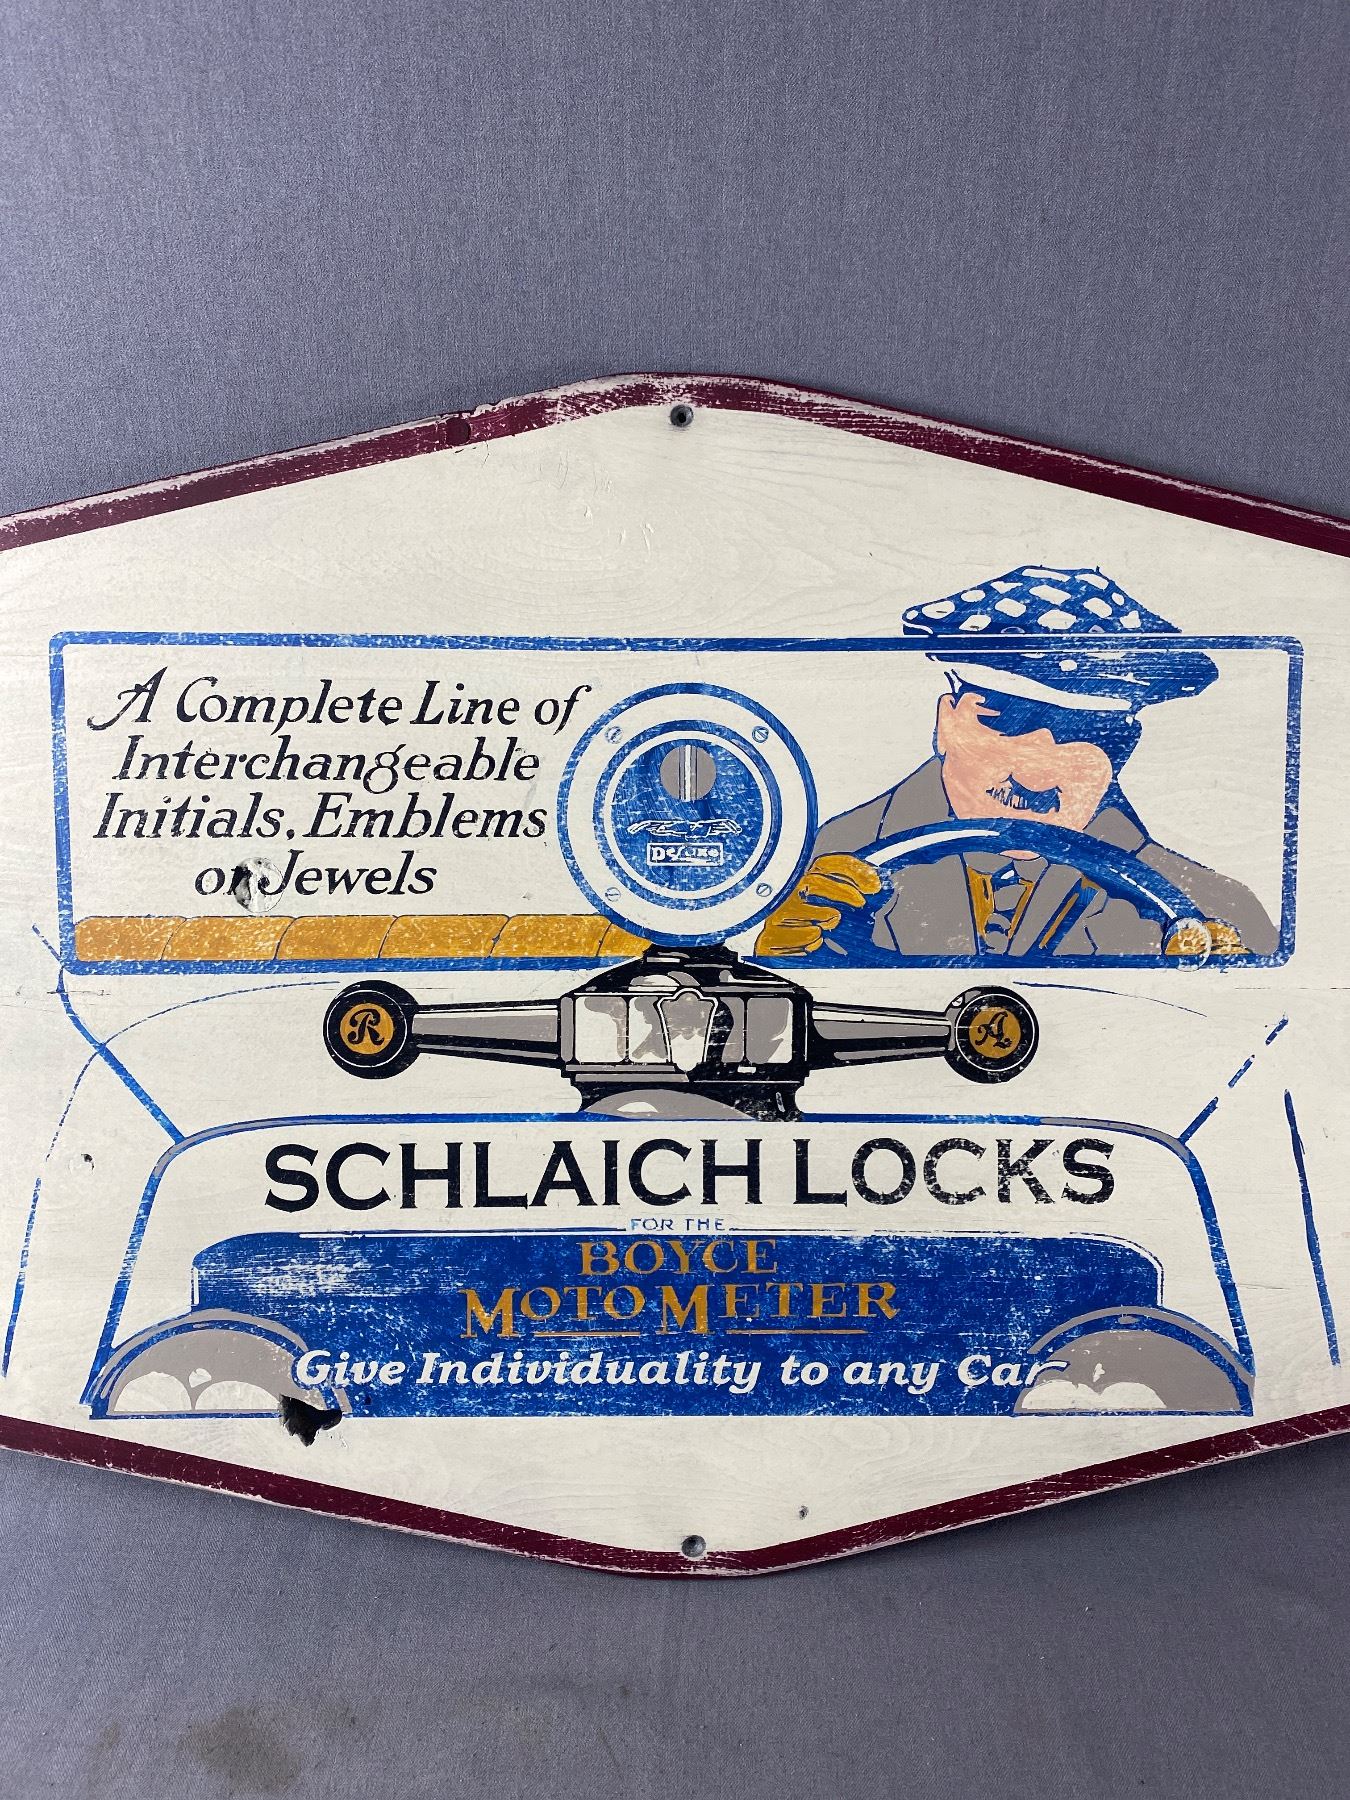 A Complete Line of
Interchangeable
Initials, Emblems
or Jewels
DeLuxe
R
A
SCHLAICH LOCKS
FOR THE
BOYCE
MOTO METER
Give Individuality to any Car